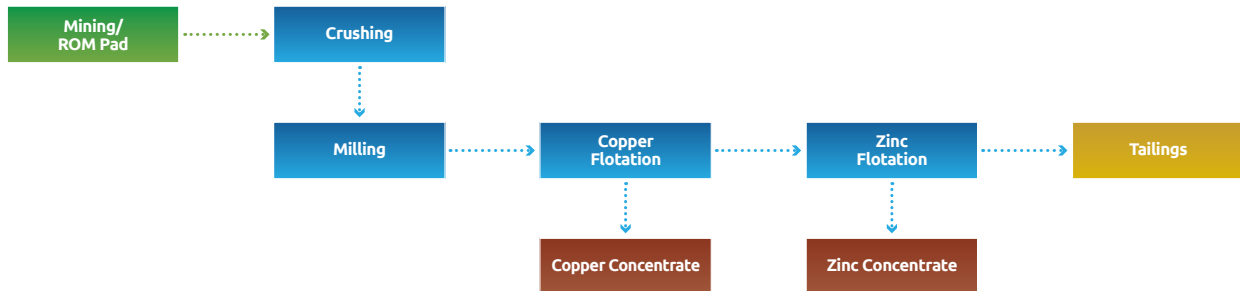 Mining/
ROM Pad
Crushing
Milling
Copper
Flotation
Zinc
Flotation
Tailings
Copper Concentrate
Zinc Concentrate